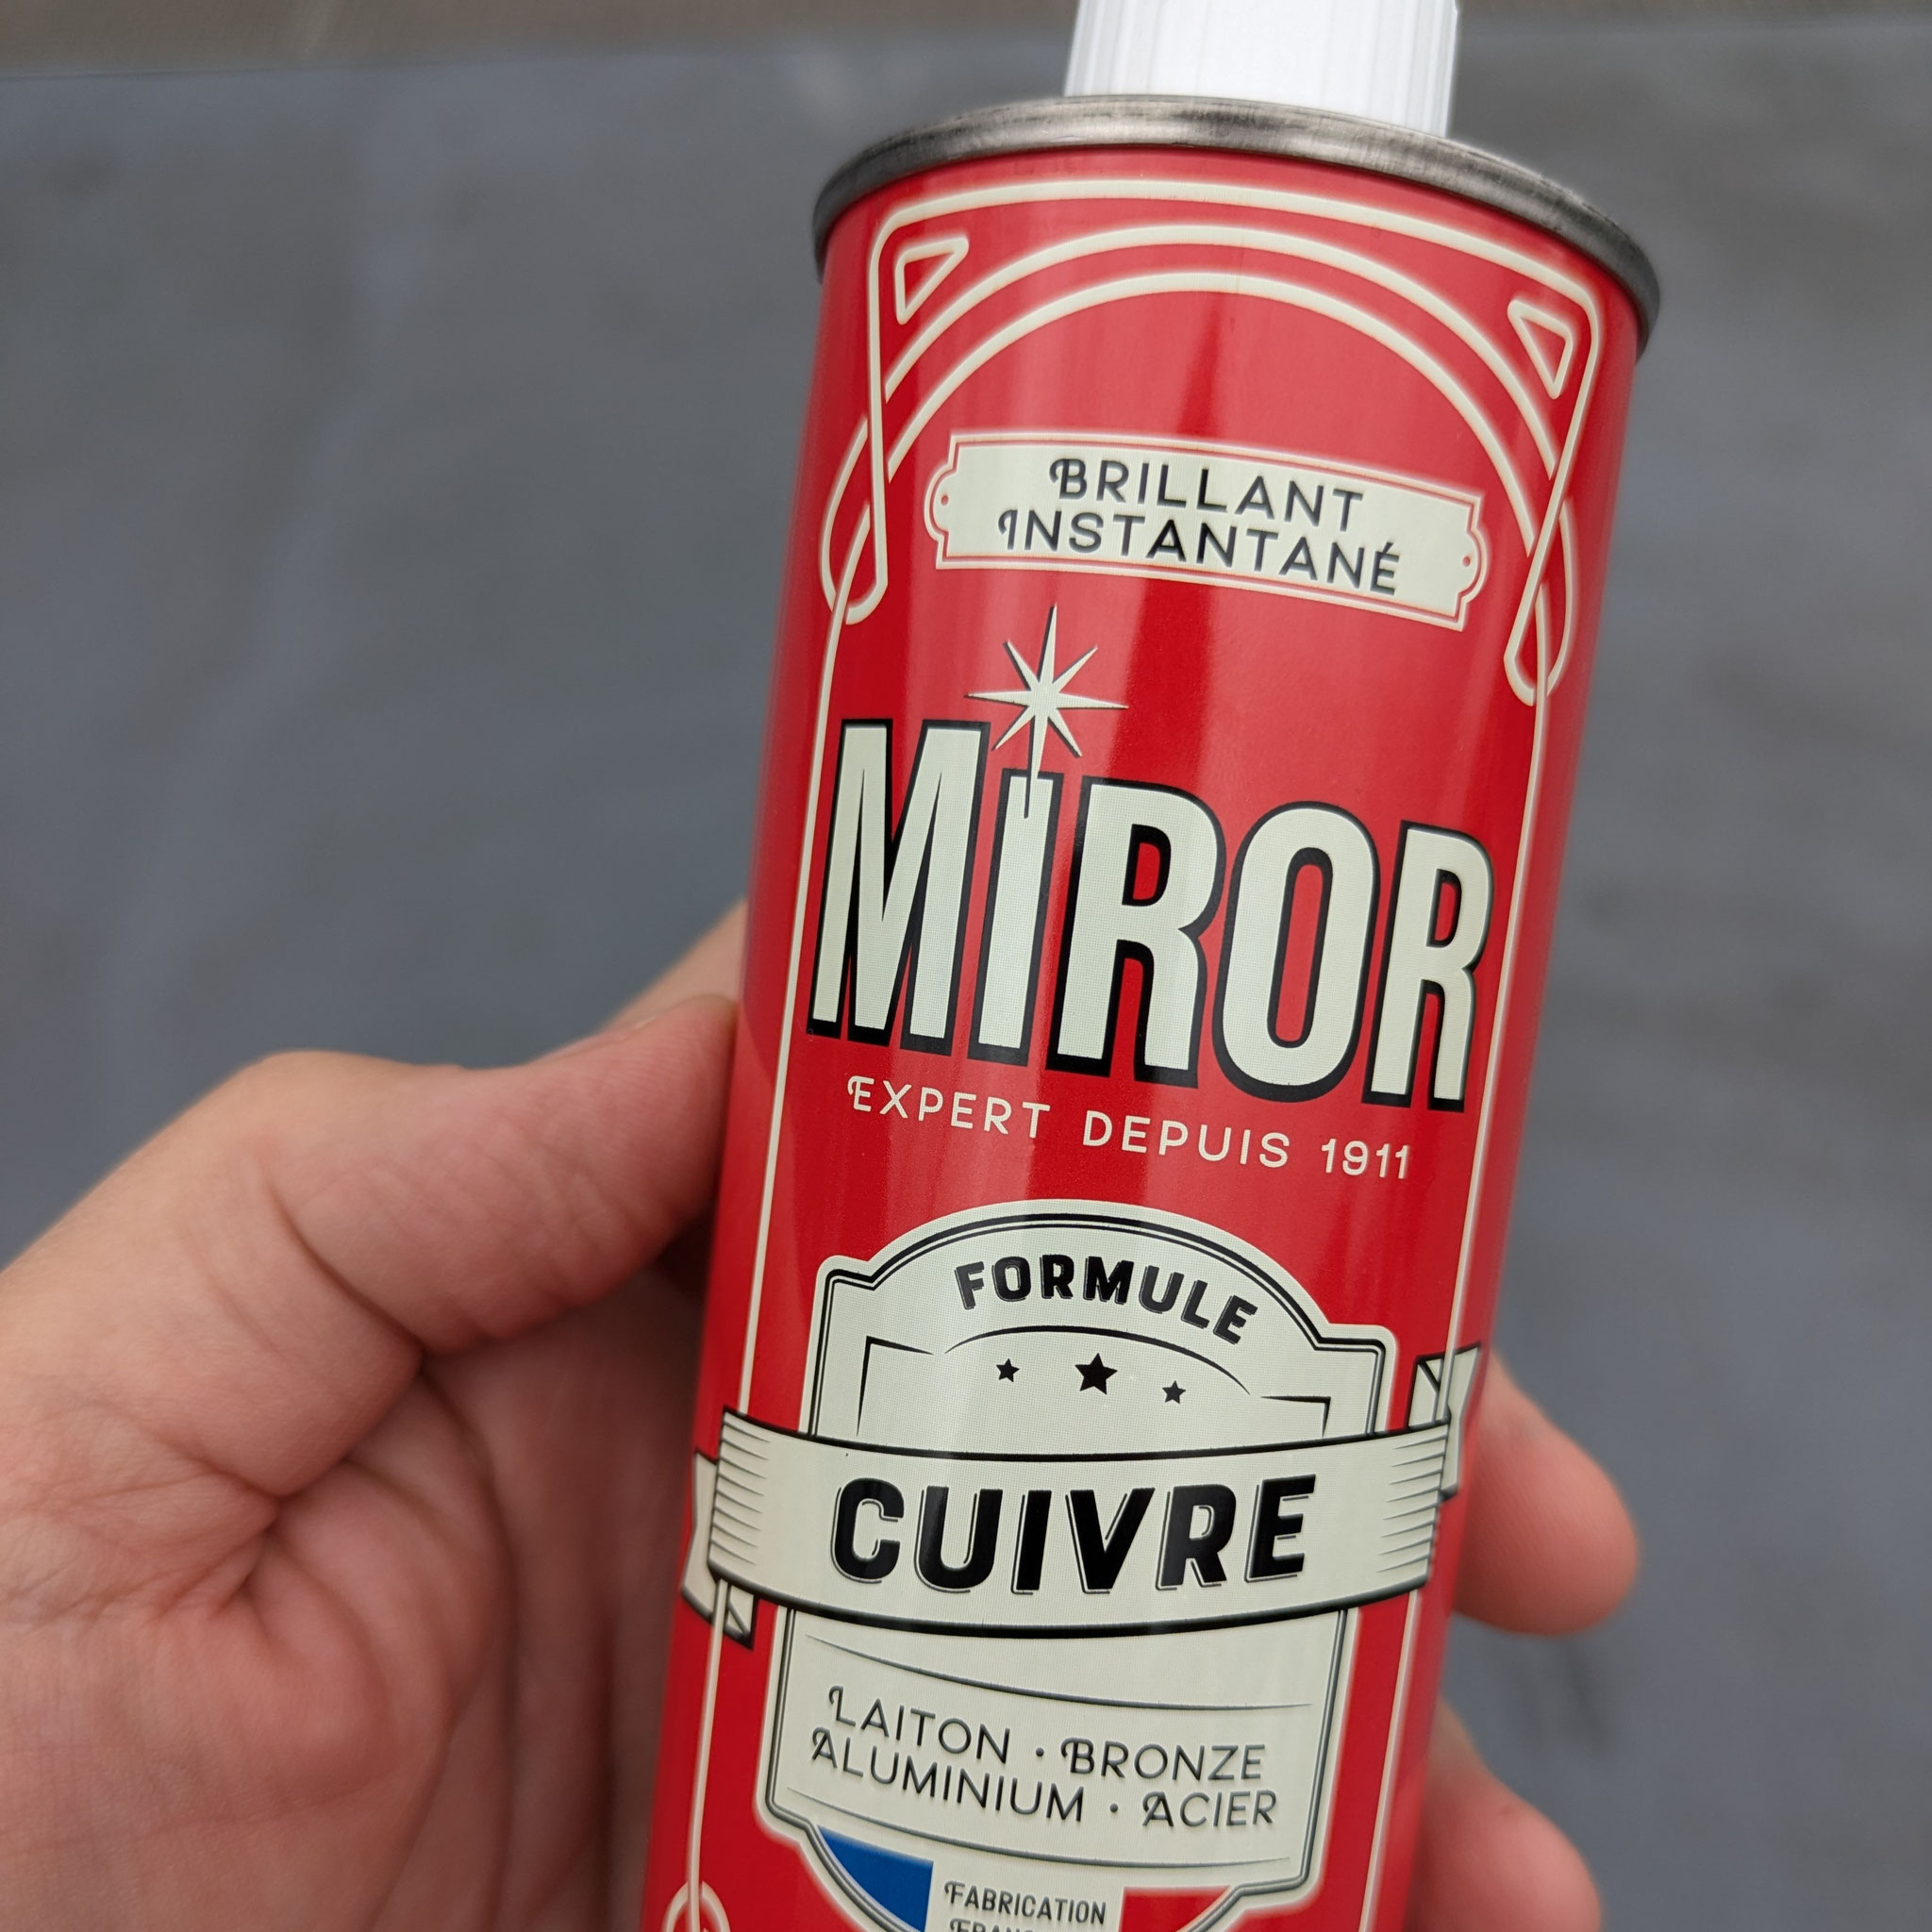 BRILLANT
INSTANTANÉ
MIROR
EXPERT DEPUIS 1911
FORMULE
CUIVRE
LAITON · BRONZE
ALUMINIUM · ACIER
FABRICATION